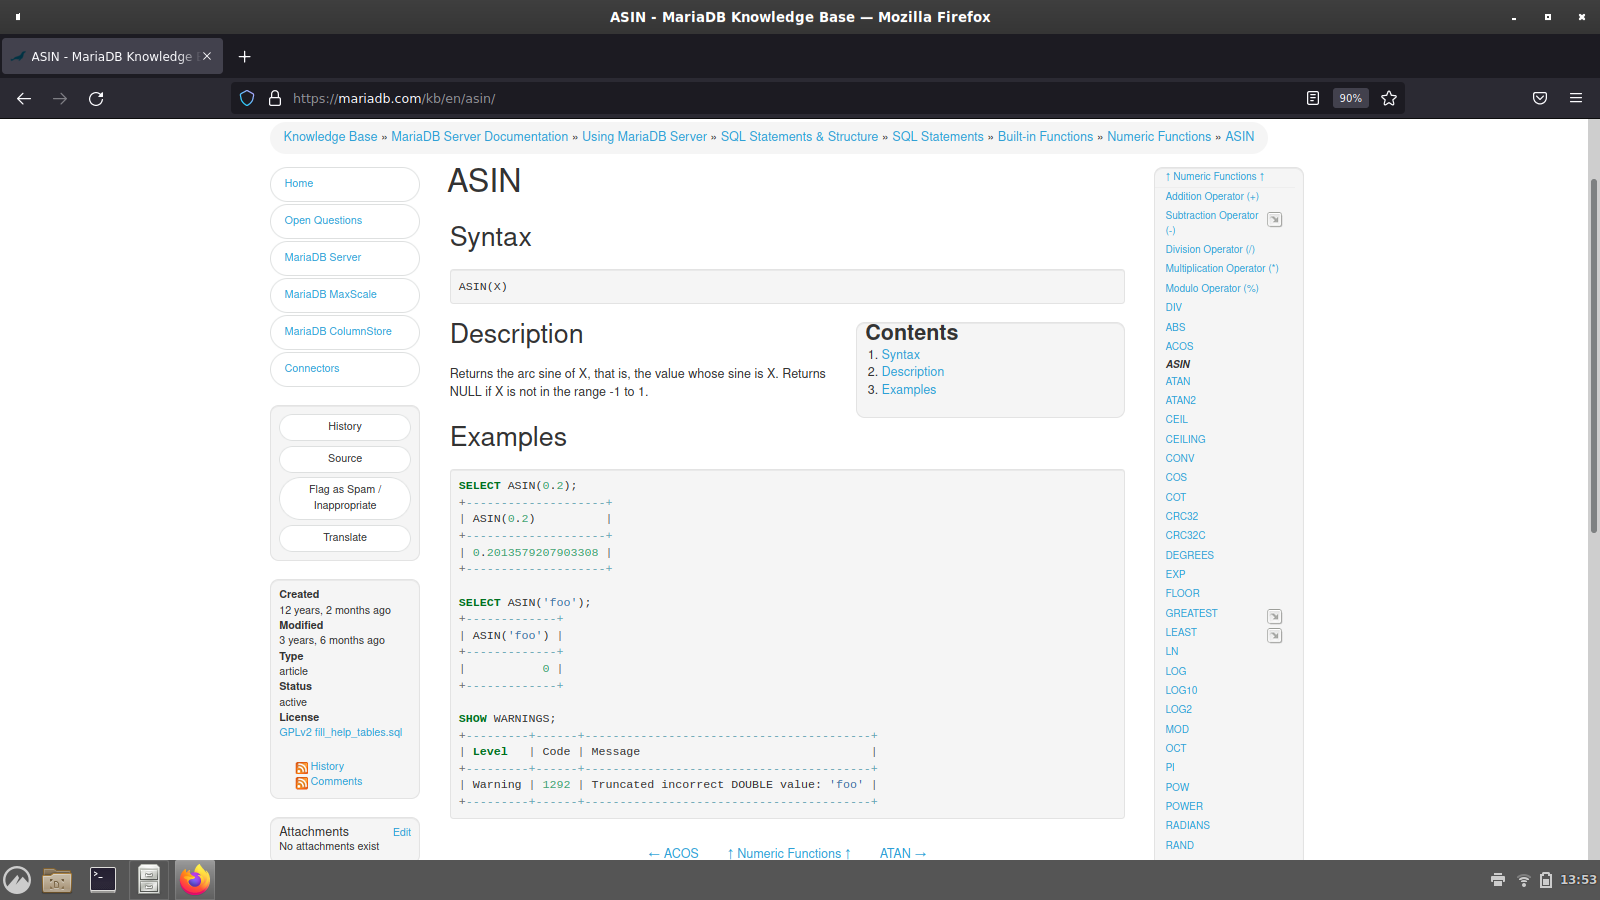 ASIN - MariaDB Knowledge Base — Mozilla Firefox
ASIN - MariaDB Knowledge
https://mariadb.com/kb/en/asin/
90%
Knowledge Base » MariaDB Server Documentation » Using MariaDB Server » SQL Statements & Structure » SQL Statements » Built-in Functions » Numeric Functions » ASIN
Home
Open Questions
MariaDB Server
MariaDB MaxScale
MariaDB ColumnStore
Connectors
History
Source
Flag as Spam /
Inappropriate
Translate
Created
12 years, 2 months ago
Modified
3 years, 6 months ago
Type
article
Status
active
License
GPLv2 fill_help_tables.sql
History
Comments
Attachments Edit
No attachments exist
ASIN
Syntax
ASIN(X)
Description
Returns the arc sine of X, that is, the value whose sine is X. Returns
NULL if X is not in the range -1 to 1.
Contents
1. Syntax
2. Description
3. Examples
Examples
SELECT ASIN(0.2);
+--------------------+
| ASIN(0.2)          |
+--------------------+
| 0.2013579207903308 |
+--------------------+
SELECT ASIN('foo');
+-------------+
| ASIN('foo') |
+-------------+
|           0 |
+-------------+
SHOW WARNINGS;
+---------+------+-----------------------------------------+
| Level   | Code | Message                                 |
+---------+------+-----------------------------------------+
| Warning | 1292 | Truncated incorrect DOUBLE value: 'foo' |
+---------+------+-----------------------------------------+
← ACOS ↑ Numeric Functions ↑ ATAN →
↑ Numeric Functions ↑
Addition Operator (+)
Subtraction Operator
(-)
Division Operator (/)
Multiplication Operator (*)
Modulo Operator (%)
DIV
ABS
ACOS
ASIN
ATAN
ATAN2
CEIL
CEILING
CONV
COS
COT
CRC32
CRC32C
DEGREES
EXP
FLOOR
GREATEST
LEAST
LN
LOG
LOG10
LOG2
MOD
OCT
PI
POW
POWER
RADIANS
RAND
13:53